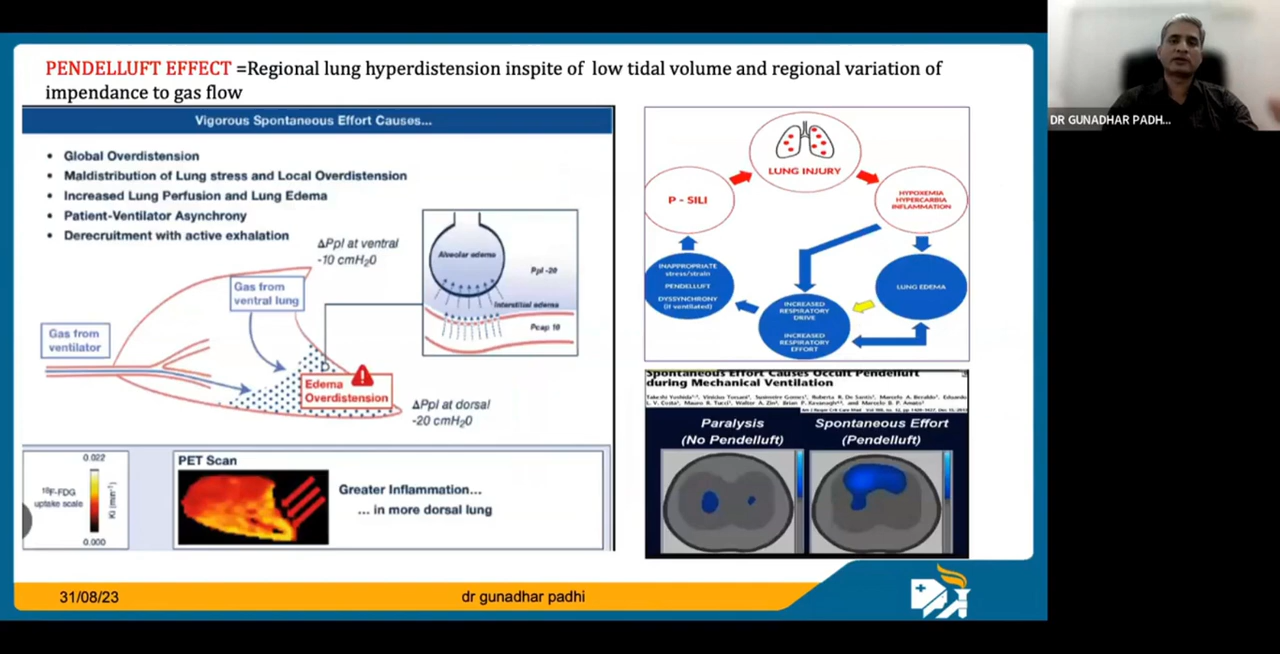 PENDELLUFT EFFECT =Regional lung hyperdistension inspite of low tidal volume and regional variation of
impendance to gas flow
Vigorous Spontaneous Effort Causes...
• Global Overdistension
• Maldistribution of Lung stress and Local Overdistension
• Increased Lung Perfusion and Lung Edema
• Patient-Ventilator Asynchrony
• Derecruitment with active exhalation
ΔPpl at ventral
-10 cmH₂O
Gas from
ventral lung
Gas from
ventilator
Alveolar edema
Ppl -20
Interstitial edema
Pcap 10
Edema
Overdistension
ΔPpl at dorsal
-20 cmH₂O
0.022
¹⁸F-FDG
uptake scale
Ki (min⁻¹)
0.000
PET Scan
Greater Inflammation...
... in more dorsal lung
LUNG INJURY
P - SILI
HYPOXEMIA
HYPERCARBIA
INFLAMMATION
INAPPROPRIATE
stress/strain
PENDELLUFT
DYSSYNCHRONY
(if ventilated)
LUNG EDEMA
INCREASED
RESPIRATORY
DRIVE
INCREASED
RESPIRATORY
EFFORT
Spontaneous Effort Causes Occult Pendelluft
during Mechanical Ventilation
Paralysis
(No Pendelluft)
Spontaneous Effort
(Pendelluft)
31/08/23
dr gunadhar padhi
DR GUNADHAR PADH...